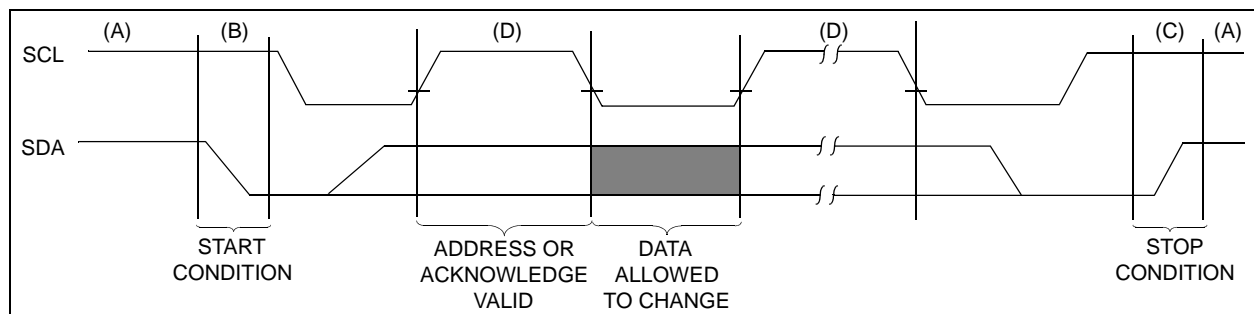 (A) (B) (D) (D) (C) (A)
SCL
SDA
START
CONDITION
ADDRESS OR
ACKNOWLEDGE
VALID
DATA
ALLOWED
TO CHANGE
STOP
CONDITION